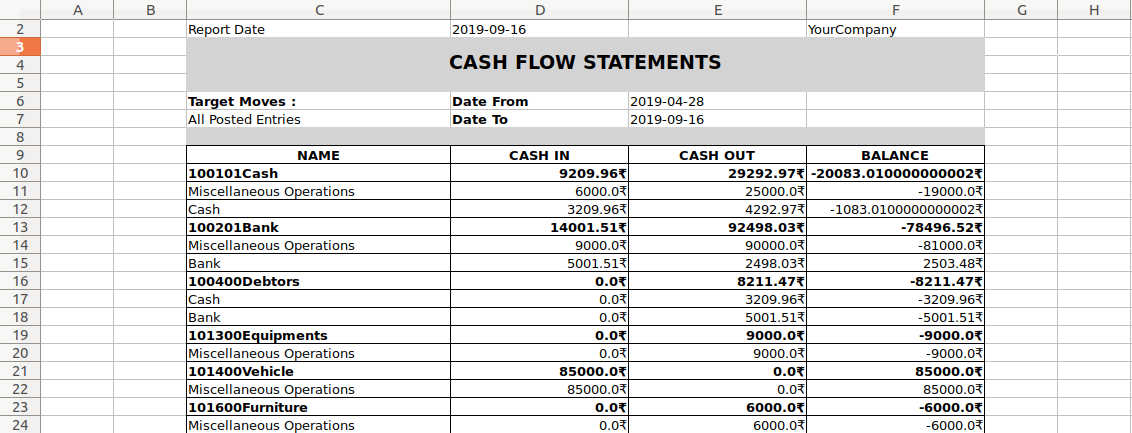 A B C D E F G H
2 Report Date 2019-09-16 YourCompany
3
4 CASH FLOW STATEMENTS
5
6 Target Moves : Date From 2019-04-28
7 All Posted Entries Date To 2019-09-16
8
9 NAME CASH IN CASH OUT BALANCE
10 100101Cash 9209.96₹ 29292.97₹ -20083.010000000002₹
11 Miscellaneous Operations 6000.0₹ 25000.0₹ -19000.0₹
12 Cash 3209.96₹ 4292.97₹ -1083.0100000000002₹
13 100201Bank 14001.51₹ 92498.03₹ -78496.52₹
14 Miscellaneous Operations 9000.0₹ 90000.0₹ -81000.0₹
15 Bank 5001.51₹ 2498.03₹ 2503.48₹
16 100400Debtors 0.0₹ 8211.47₹ -8211.47₹
17 Cash 0.0₹ 3209.96₹ -3209.96₹
18 Bank 0.0₹ 5001.51₹ -5001.51₹
19 101300Equipments 0.0₹ 9000.0₹ -9000.0₹
20 Miscellaneous Operations 0.0₹ 9000.0₹ -9000.0₹
21 101400Vehicle 85000.0₹ 0.0₹ 85000.0₹
22 Miscellaneous Operations 85000.0₹ 0.0₹ 85000.0₹
23 101600Furniture 0.0₹ 6000.0₹ -6000.0₹
24 Miscellaneous Operations 0.0₹ 6000.0₹ -6000.0₹